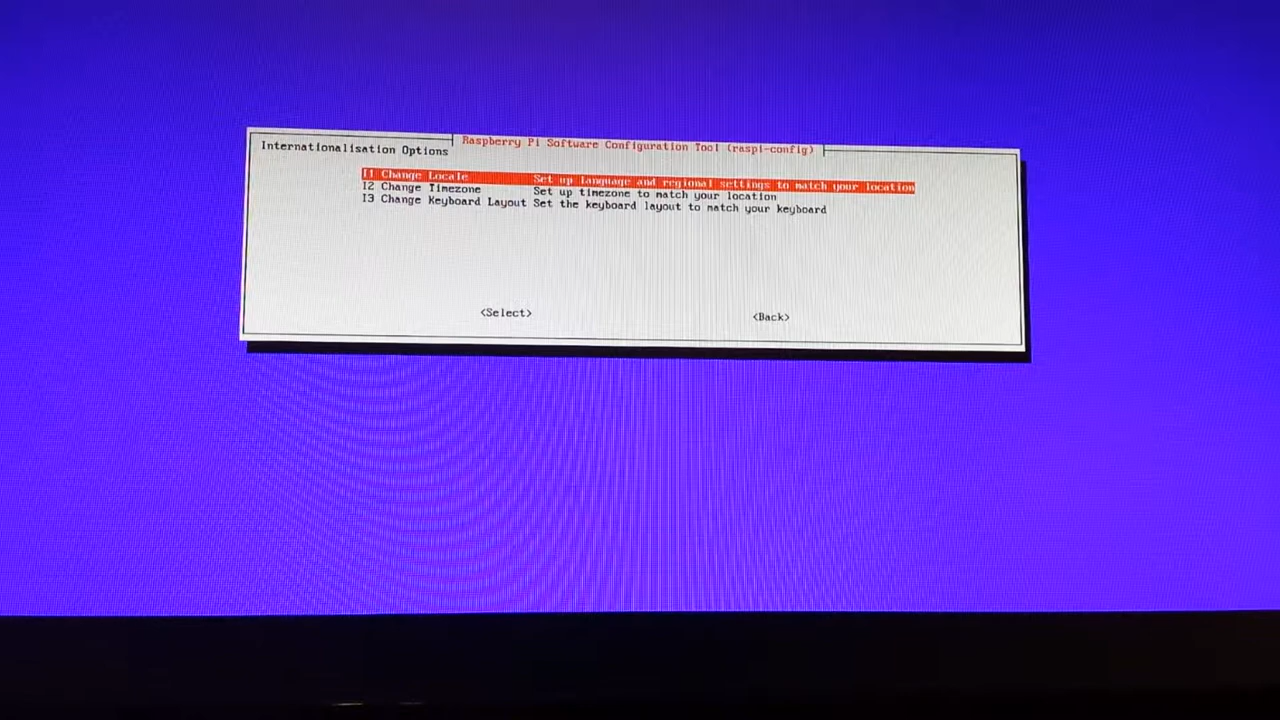 Raspberry Pi Software Configuration Tool (raspi-config)
Internationalisation Options
I1 Change Locale Set up language and regional settings to match your location
I2 Change Timezone Set up timezone to match your location
I3 Change Keyboard Layout Set the keyboard layout to match your keyboard
<Select> <Back>